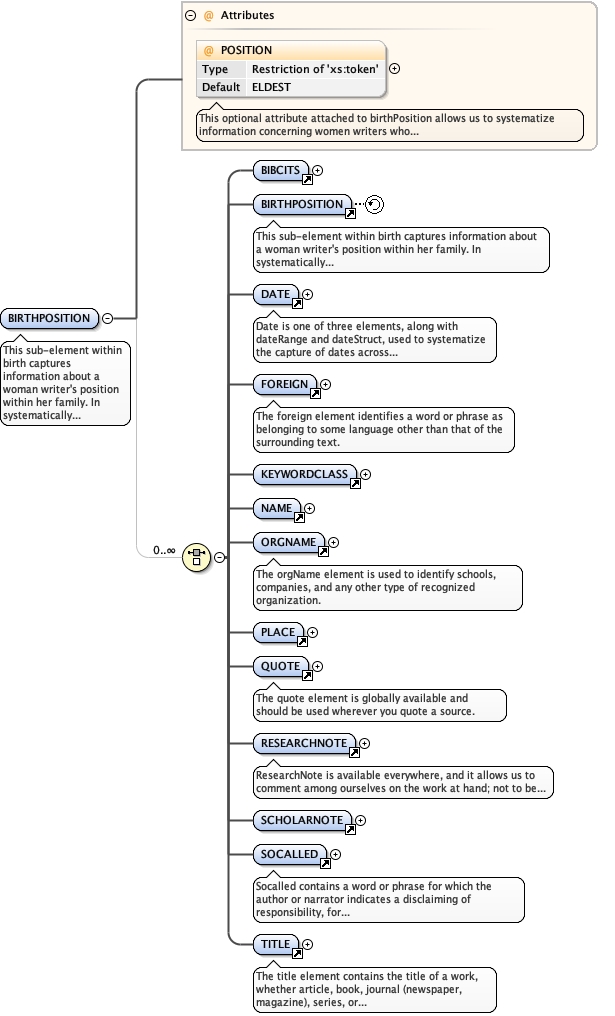 Attributes
@ POSITION
Type Restriction of 'xs:token'
Default ELDEST
This optional attribute attached to birthPosition allows us to systematize
information concerning women writers who...
BIRTHPOSITION
This sub-element within
birth captures
information about a
woman writer's position
within her family. In
systematically...
0..∞
BIBCITS
BIRTHPOSITION
This sub-element within birth captures information about
a woman writer's position within her family. In
systematically...
DATE
Date is one of three elements, along with
dateRange and dateStruct, used to systematize
the capture of dates across...
FOREIGN
The foreign element identifies a word or phrase as
belonging to some language other than that of the
surrounding text.
KEYWORDCLASS
NAME
ORGNAME
The orgName element is used to identify schools,
companies, and any other type of recognized
organization.
PLACE
QUOTE
The quote element is globally available and
should be used wherever you quote a source.
RESEARCHNOTE
ResearchNote is available everywhere, and it allows us to
comment among ourselves on the work at hand; not to be...
SCHOLARNOTE
SOCALLED
Socalled contains a word or phrase for which the
author or narrator indicates a disclaiming of
responsibility, for...
TITLE
The title element contains the title of a work,
whether article, book, journal (newspaper,
magazine), series, or...